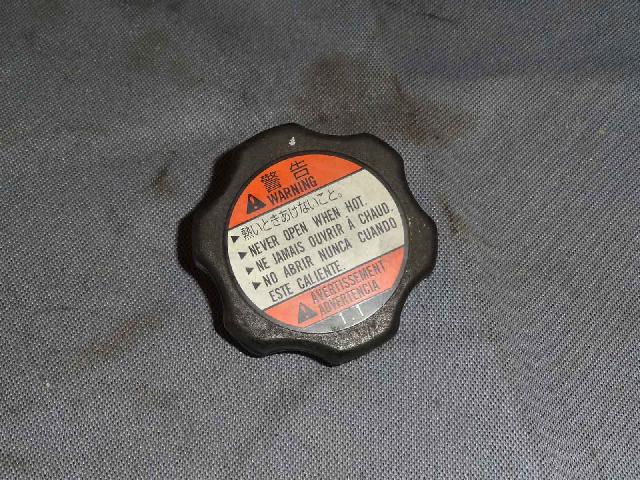 警告
WARNING
▶熱いときあけないこと。
▶NEVER OPEN WHEN HOT.
▶NE JAMAIS OUVRIR À CHAUD.
▶NO ABRIR NUNCA CUANDO
ESTE CALIENTE.
AVERTISSEMENT
ADVERTENCIA